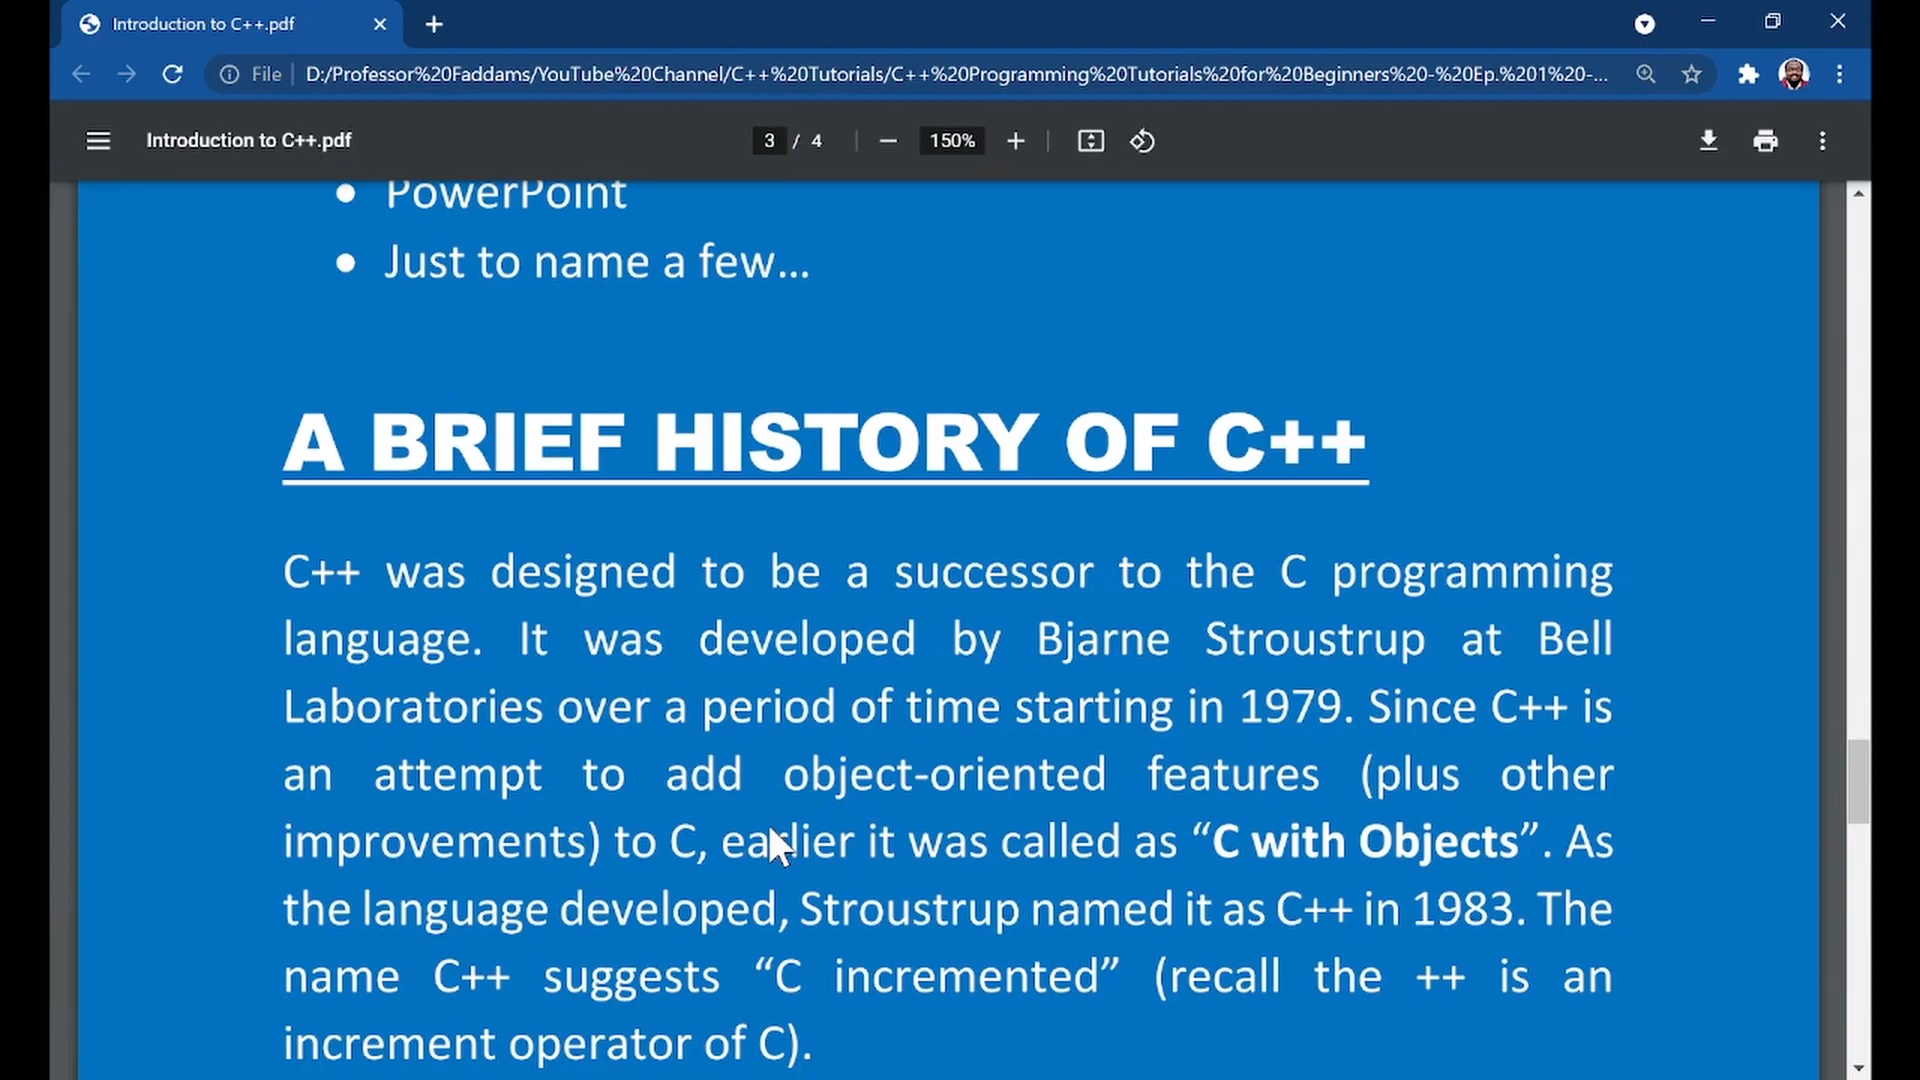 Introduction to C++.pdf
File D:/Professor%20Faddams/YouTube%20Channel/C++%20Tutorials/C++%20Programming%20Tutorials%20for%20Beginners%20-%20Ep.%201%20-...
Introduction to C++.pdf 3 / 4 150%
• PowerPoint
• Just to name a few...
A BRIEF HISTORY OF C++
C++ was designed to be a successor to the C programming
language. It was developed by Bjarne Stroustrup at Bell
Laboratories over a period of time starting in 1979. Since C++ is
an attempt to add object-oriented features (plus other
improvements) to C, earlier it was called as “C with Objects”. As
the language developed, Stroustrup named it as C++ in 1983. The
name C++ suggests “C incremented” (recall the ++ is an
increment operator of C).